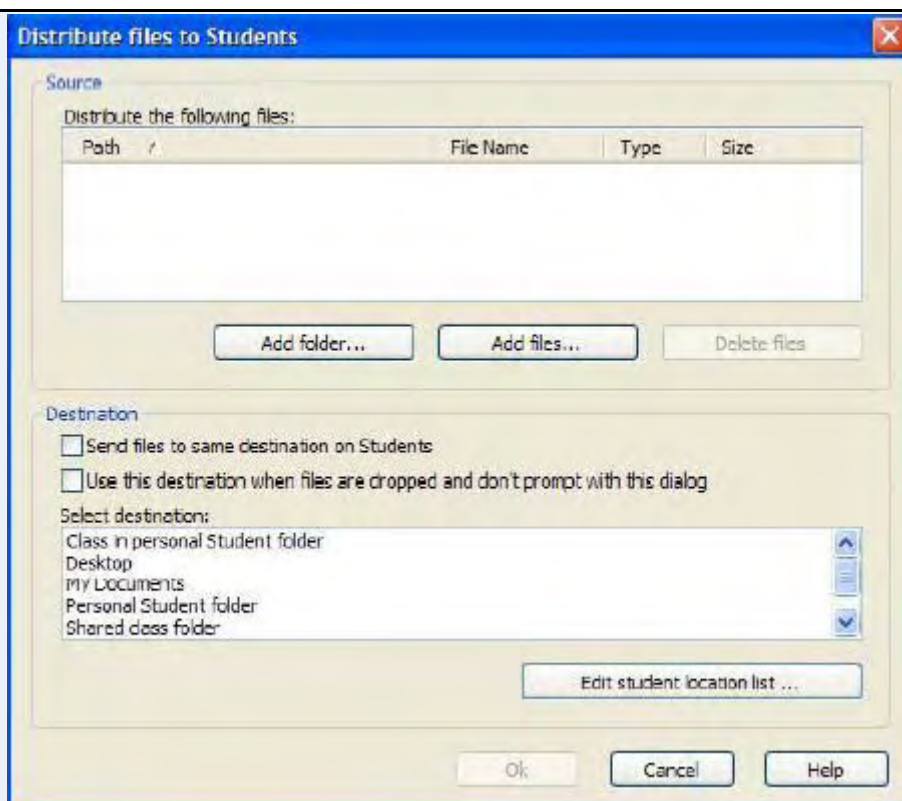 Distribute files to Students
Source
Distribute the following files:
Path / File Name Type Size
Add folder... Add files... Delete files
Destination
Send files to same destination on Students
Use this destination when files are dropped and don't prompt with this dialog
Select destination:
Class in personal Student folder
Desktop
My Documents
Personal Student folder
Shared class folder
Edit student location list ...
Ok Cancel Help